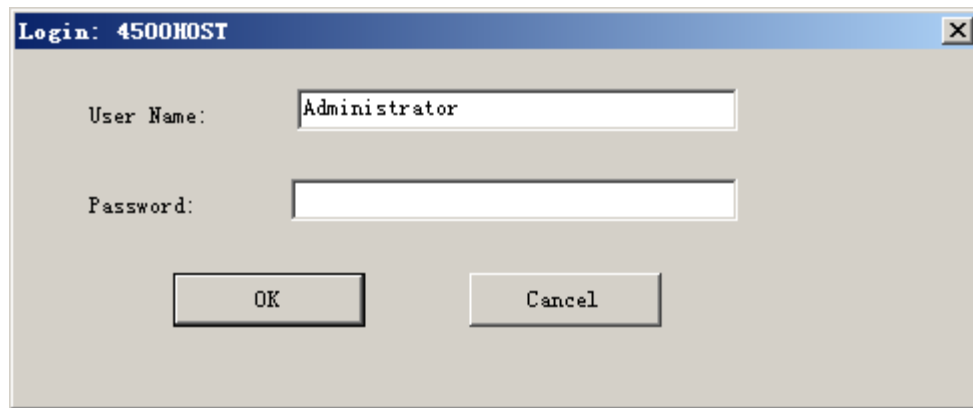 Login: 4500HOST
User Name:
Administrator
Password:
OK
Cancel